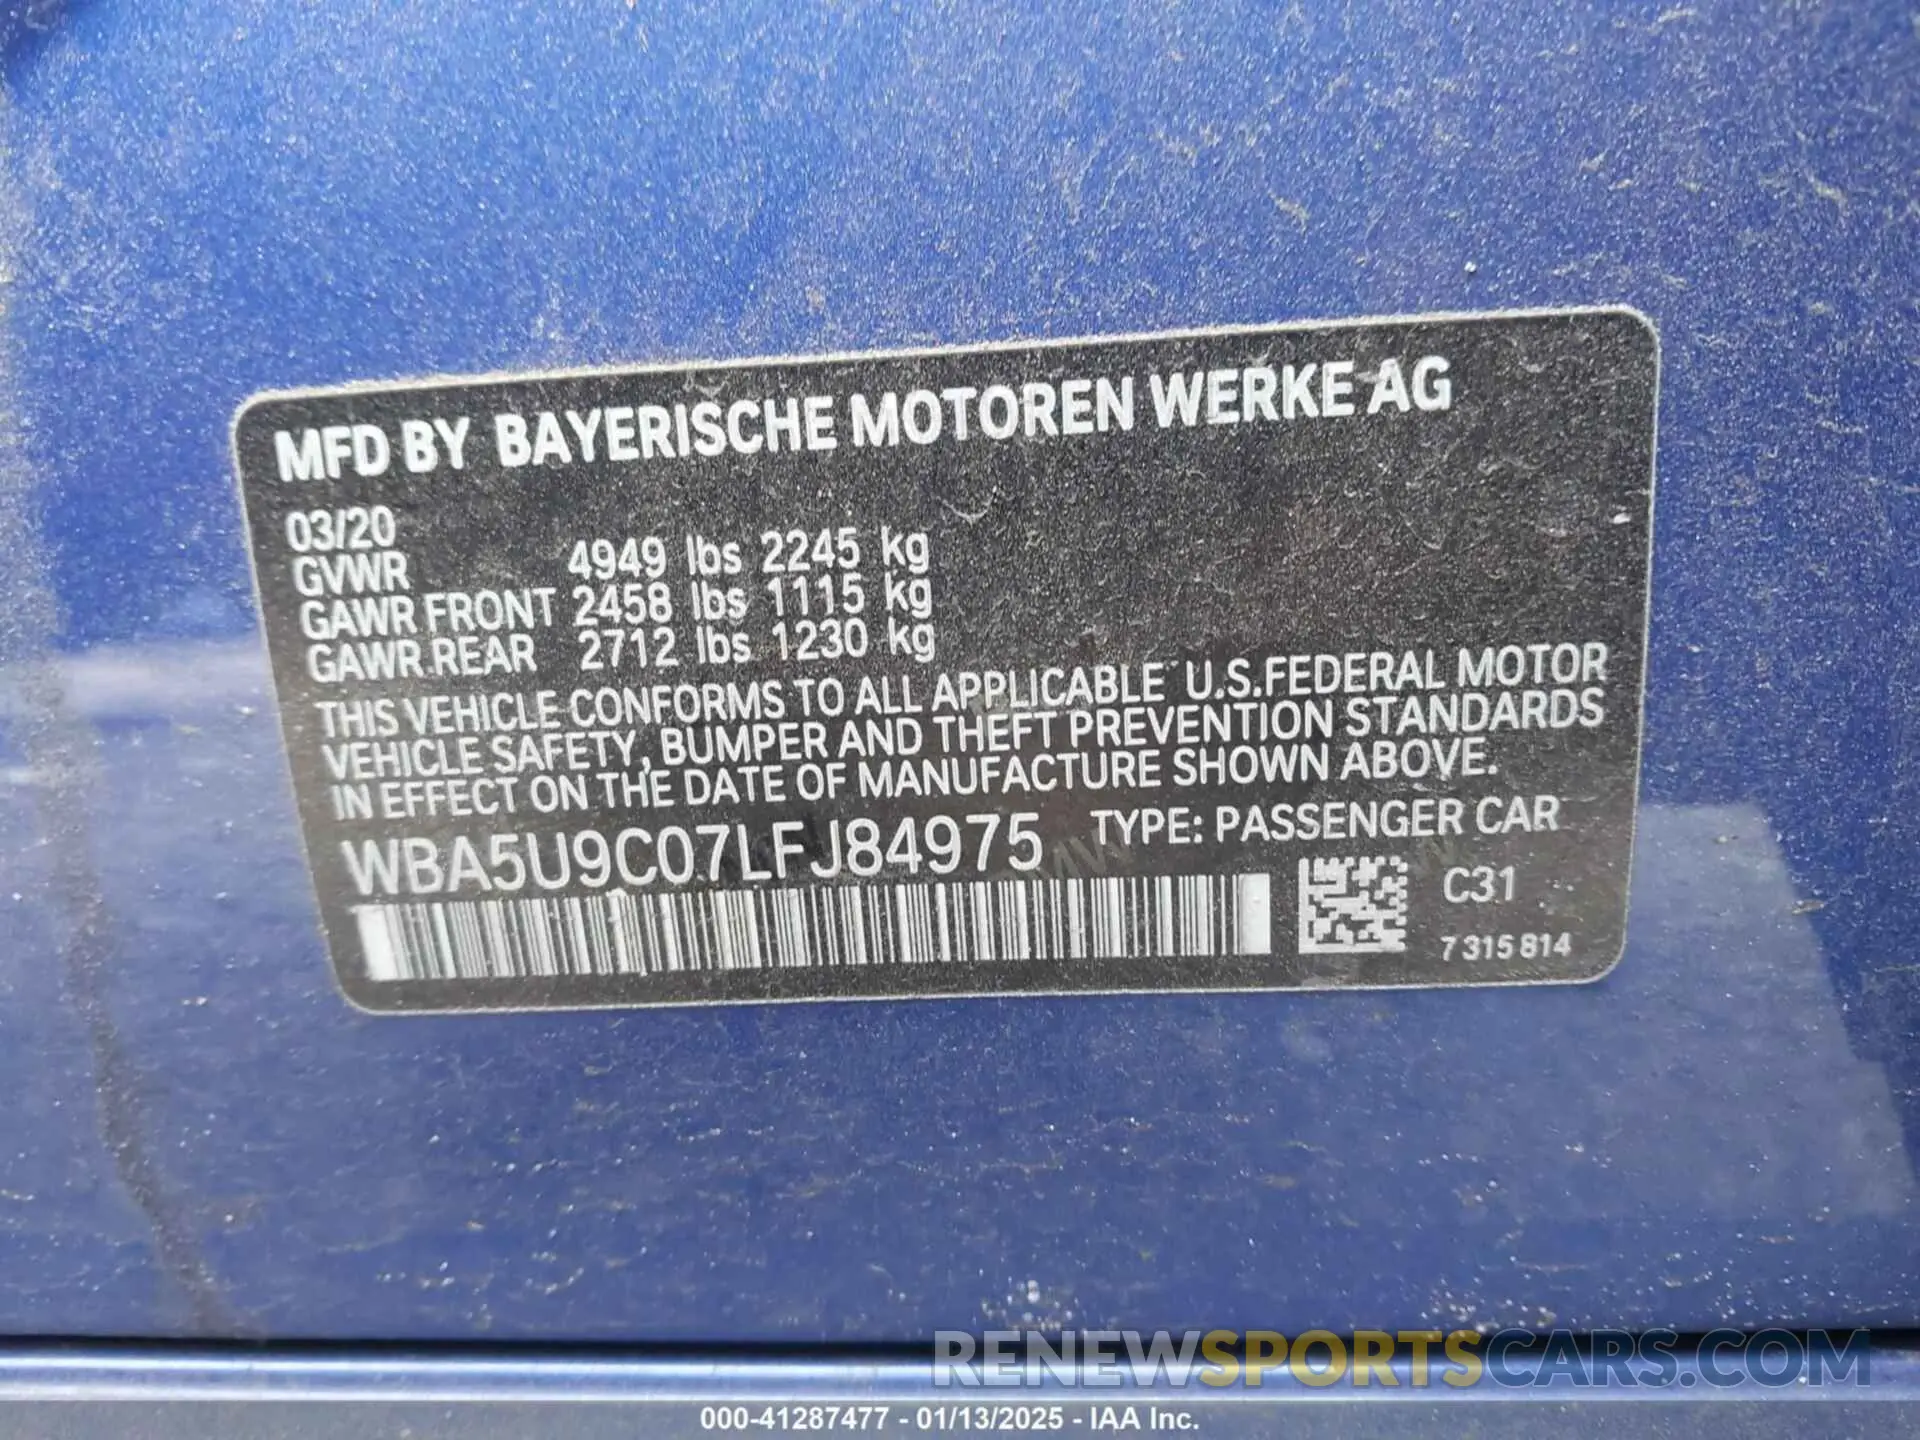 MFD BY BAYERISCHE MOTOREN WERKE AG
03/20
GVWR 4949 lbs 2245 kg
GAWR FRONT 2458 lbs 1115 kg
GAWR REAR 2712 lbs 1230 kg
THIS VEHICLE CONFORMS TO ALL APPLICABLE U.S.FEDERAL MOTOR
VEHICLE SAFETY, BUMPER AND THEFT PREVENTION STANDARDS
IN EFFECT ON THE DATE OF MANUFACTURE SHOWN ABOVE.
WBA5U9C07LFJ84975 TYPE: PASSENGER CAR
C31
7 315 814
RENEWSPORTSCARS.COM
000-41287477 - 01/13/2025 - IAA Inc.